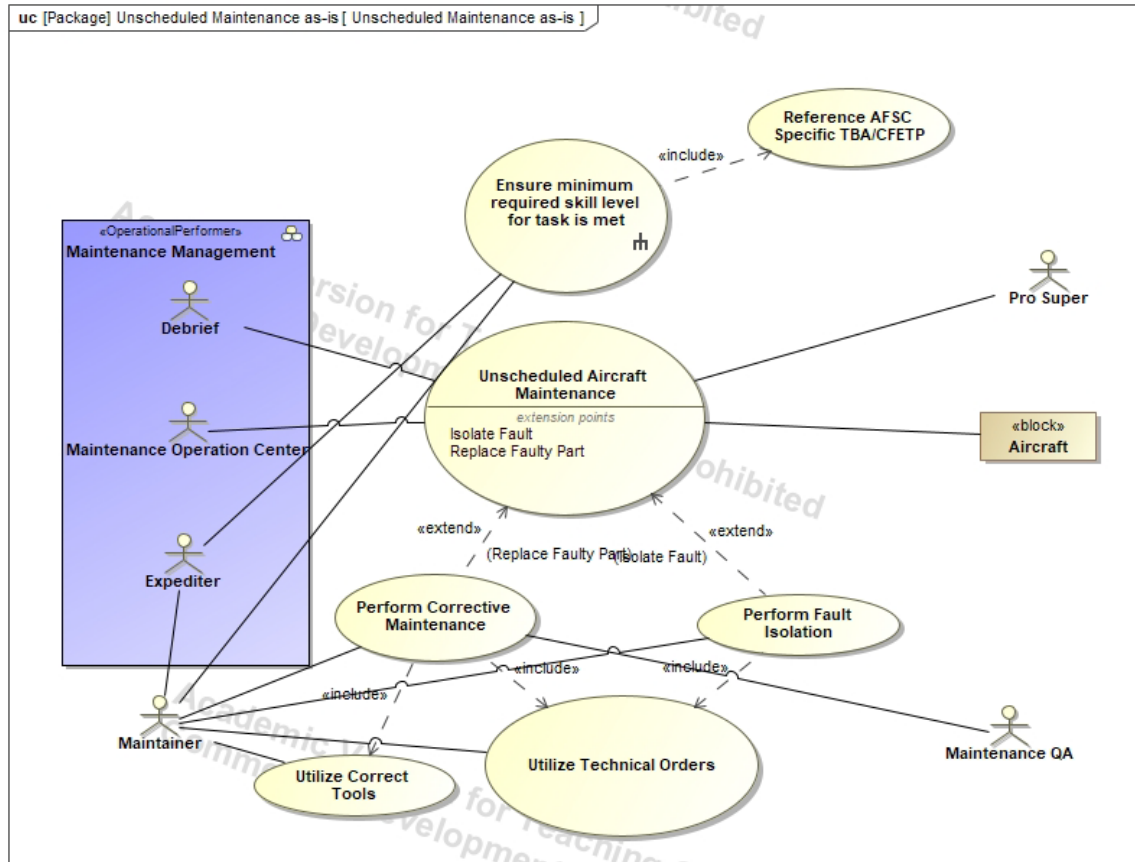 uc [Package] Unscheduled Maintenance as-is [ Unscheduled Maintenance as-is ]
Reference AFSC
Specific TBA/CFETP
«include»
Ensure minimum
required skill level
for task is met
«OperationalPerformer»
Maintenance Management
Debrief
Maintenance Operation Center
Expediter
Pro Super
Unscheduled Aircraft
Maintenance
extension points
Isolate Fault
Replace Faulty Part
«block»
Aircraft
«extend»
(Replace Faulty Part)
«extend»
(Isolate Fault)
Perform Corrective
Maintenance
Perform Fault
Isolation
«include»
«include»
«include»
Maintainer
Utilize Correct
Tools
Utilize Technical Orders
Maintenance QA
Academic V
for Teaching